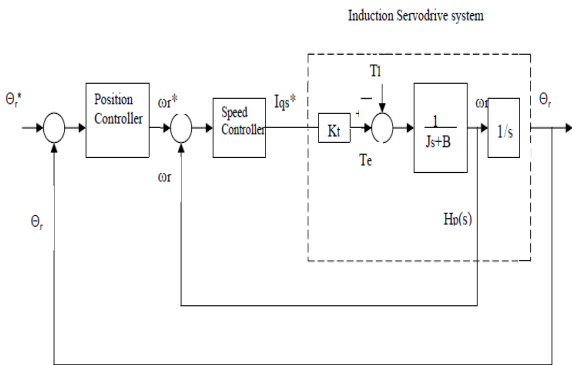 Induction Servodrive system
Tl
Θr*
Position
Controller
ωr*
Speed
Controller
Iqs*
Kt
+
−
Te
1
Js+B
ωr
1/s
Θr
ωr
Θr
Hp(s)